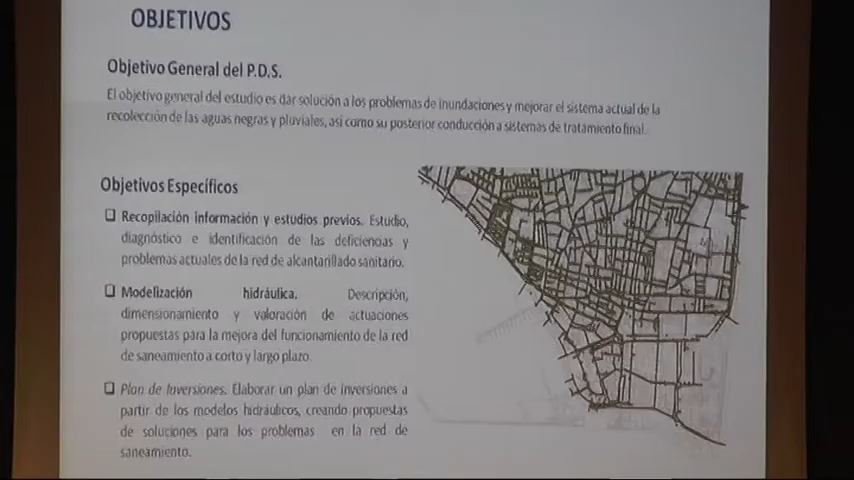 OBJETIVOS
Objetivo General del P.D.S.
El objetivo general del estudio es dar solución a los problemas de inundaciones y mejorar el sistema actual de la
recolección de las aguas negras y pluviales, así como su posterior conducción a sistemas de tratamiento final.
Objetivos Específicos
❑ Recopilación información y estudios previos. Estudio,
diagnóstico e identificación de las deficiencias y
problemas actuales de la red de alcantarillado sanitario.
❑ Modelización hidráulica. Descripción,
dimensionamiento y valoración de actuaciones
propuestas para la mejora del funcionamiento de la red
de saneamiento a corto y largo plazo.
❑ Plan de Inversiones. Elaborar un plan de inversiones a
partir de los modelos hidráulicos, creando propuestas
de soluciones para los problemas en la red de
saneamiento.